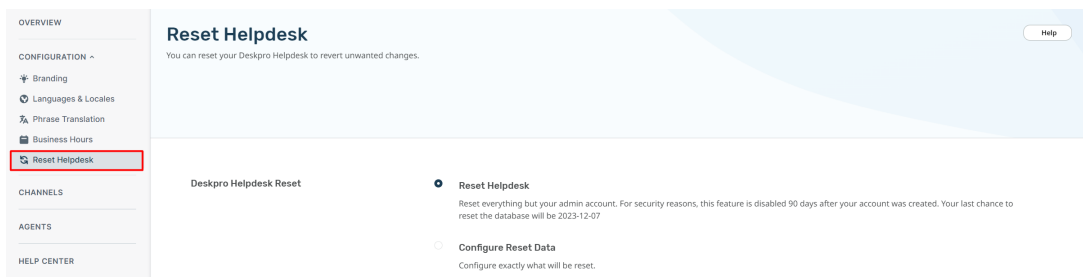 OVERVIEW
CONFIGURATION
Branding
Languages & Locales
Phrase Translation
Business Hours
Reset Helpdesk
CHANNELS
AGENTS
HELP CENTER
Reset Helpdesk
You can reset your Deskpro Helpdesk to revert unwanted changes.
Help
Deskpro Helpdesk Reset
Reset Helpdesk
Reset everything but your admin account. For security reasons, this feature is disabled 90 days after your account was created. Your last chance to
reset the database will be 2023-12-07
Configure Reset Data
Configure exactly what will be reset.